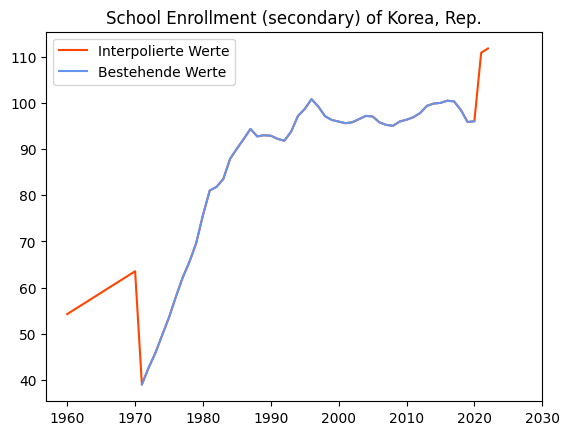 School Enrollment (secondary) of Korea, Rep.
Interpolierte Werte
Bestehende Werte
110
100
90
80
70
60
50
40
1960 1970 1980 1990 2000 2010 2020 2030